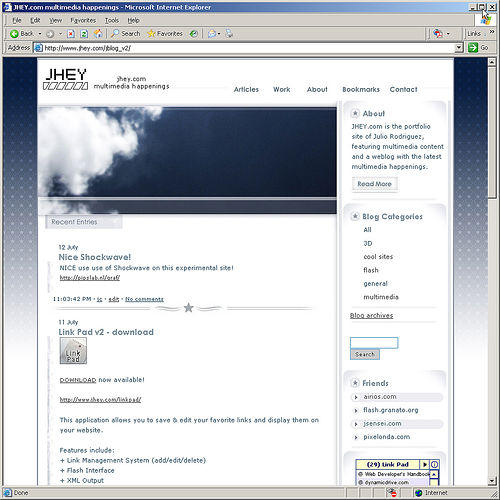 JHEY.com multimedia happenings - Microsoft Internet Explorer
File Edit View Favorites Tools Help
Back Search Favorites Links
Address http://www.jhey.com/blog_v2/ Go
JHEY
jhey.com
multimedia happenings
Articles Work About Bookmarks Contact
About
JHEY.com is the portfolio
site of Julio Rodriguez,
featuring multimedia content
and a weblog with the latest
multimedia happenings.
Read More
Recent Entries
12 July
Nice Shockwave!
NICE use use of Shockwave on this experimental site!
http://pipslab.nl/graf/
11:03:42 PM - jc - edit - No comments
11 July
Link Pad v2 - download
Link
Pad
DOWNLOAD now available!
http://www.jhey.com/linkpad/
This application allows you to save & edit your favorite links and display them on
your website.
Features include:
+ Link Management System (add/edit/delete)
+ Flash Interface
+ XML Output
Blog Categories
All
3D
cool sites
flash
general
multimedia
Blog archives
Search
Friends
airios.com
flash.granato.org
jsensei.com
pixelonda.com
(29) Link Pad
Web Developer's Handbook
dynamicdrive.com
Done Internet